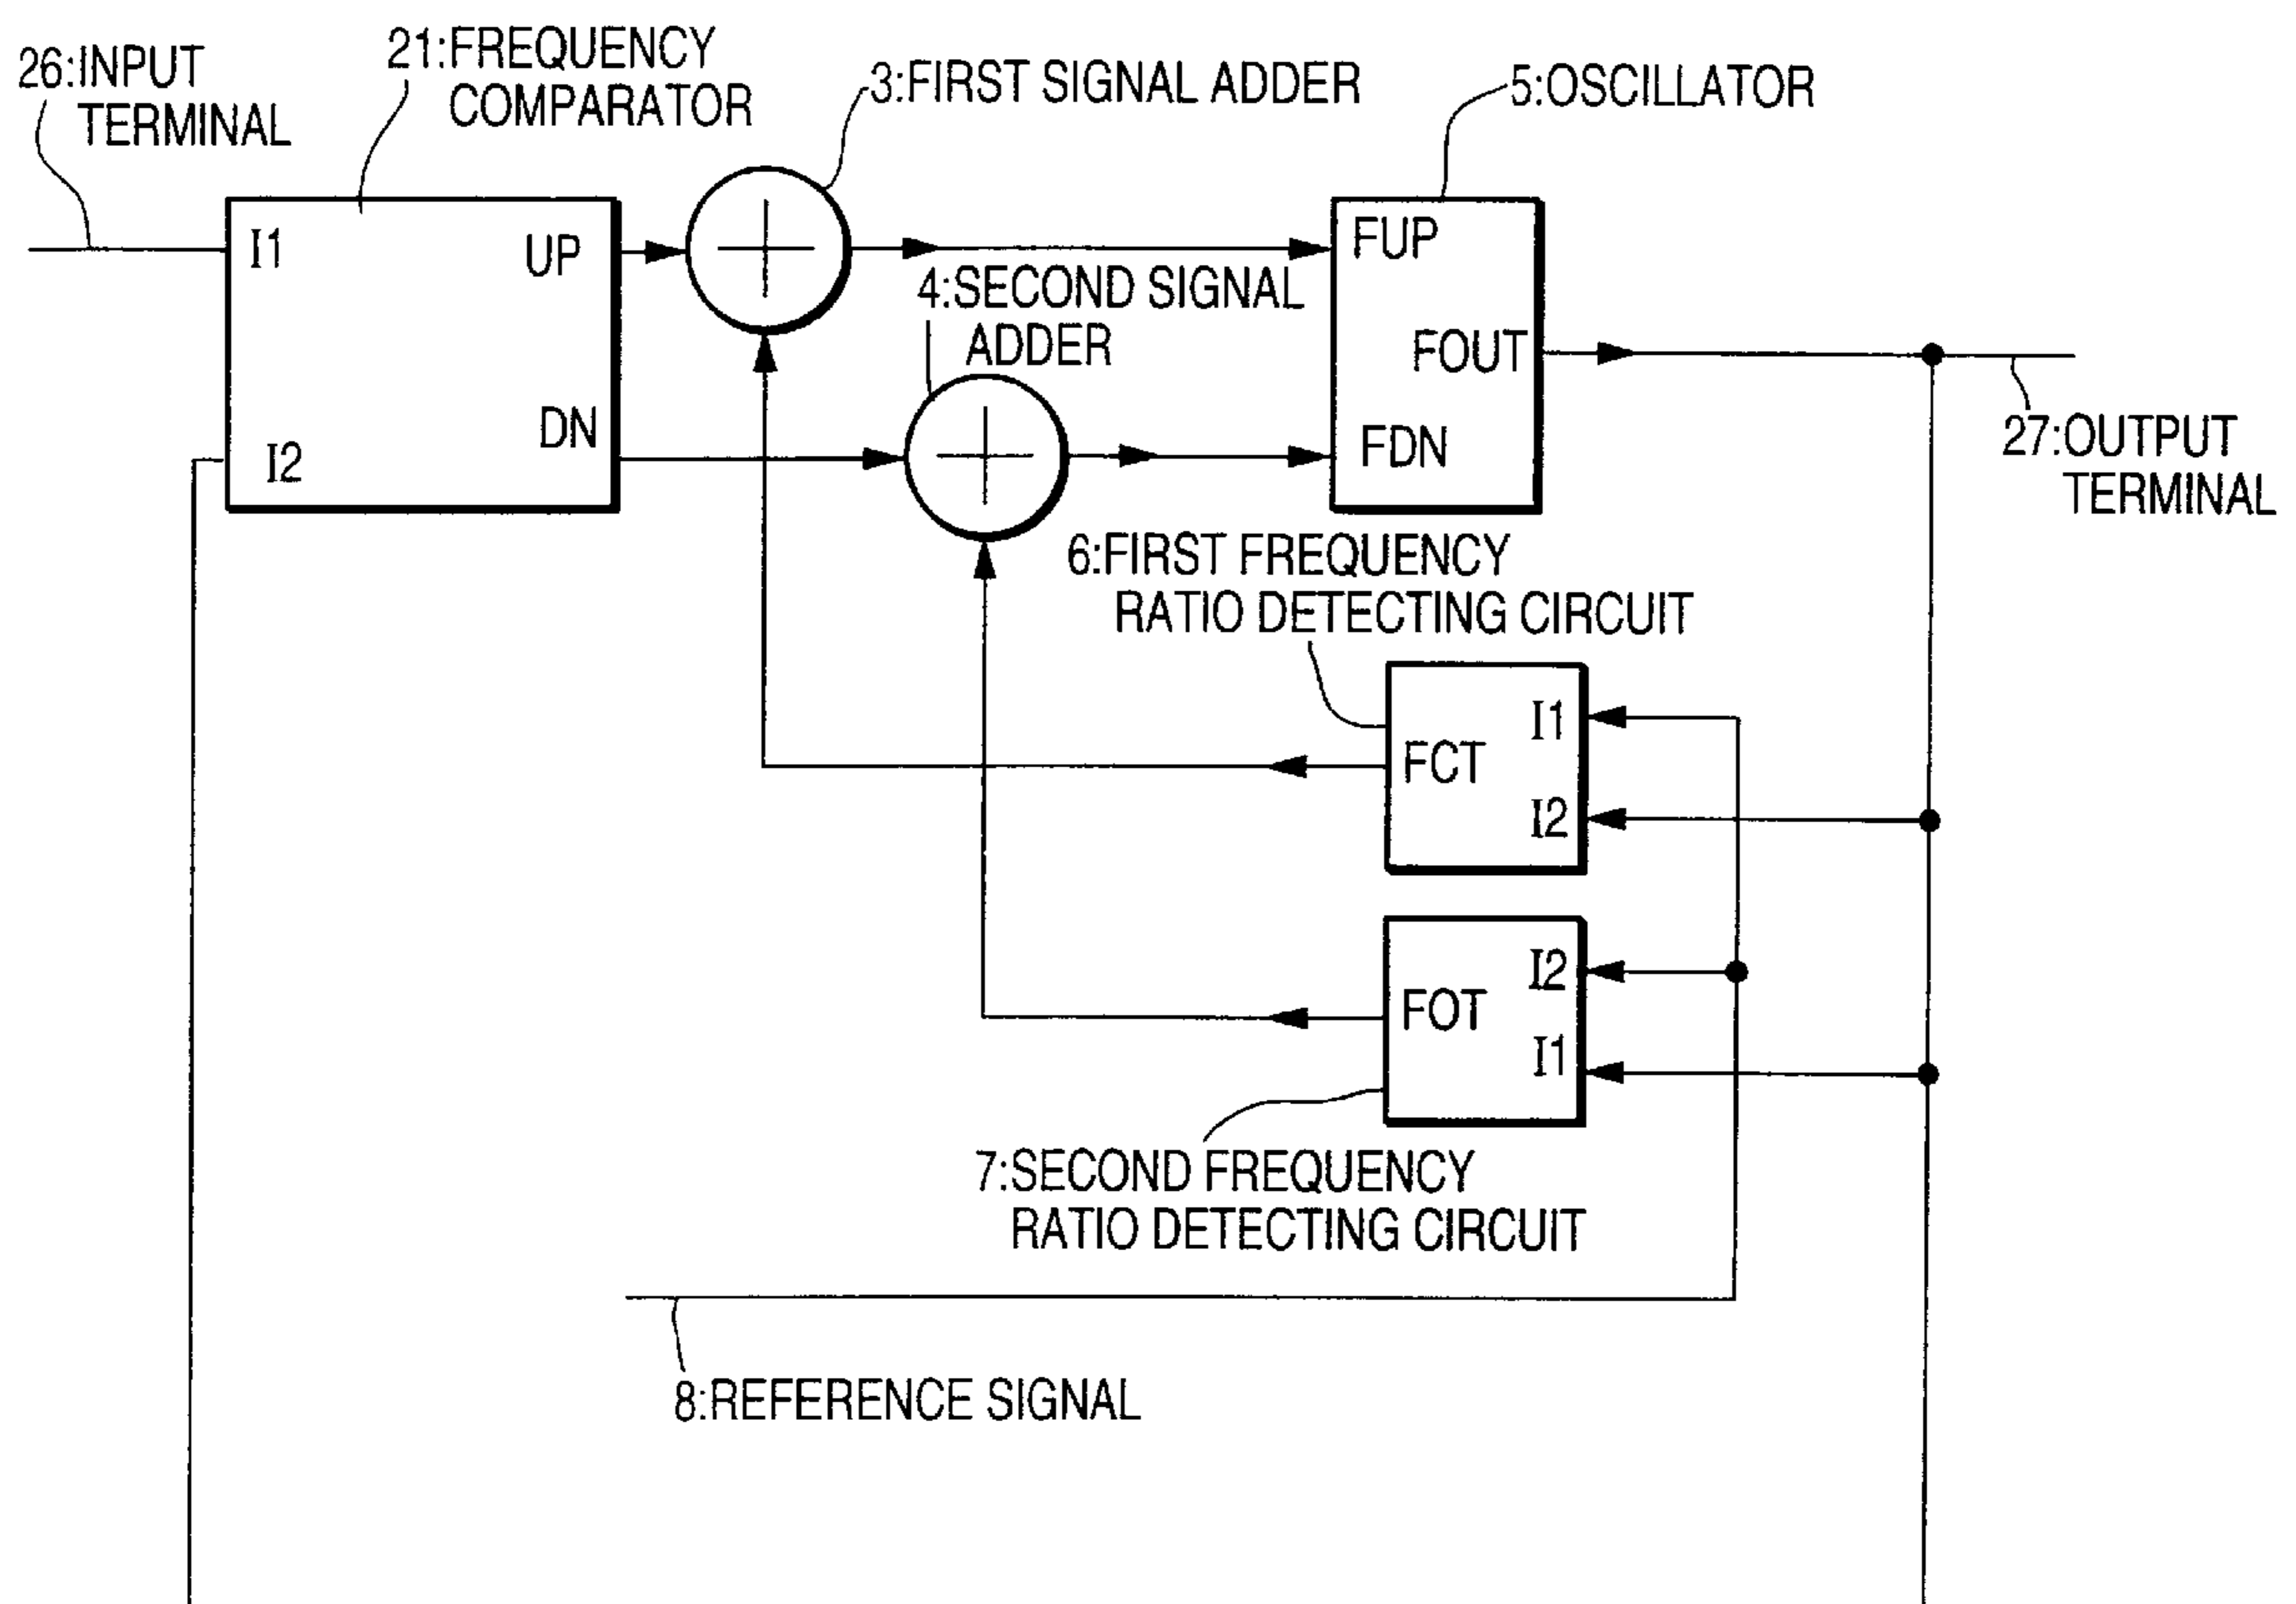 26:INPUT
TERMINAL
21:FREQUENCY
COMPARATOR
3:FIRST SIGNAL ADDER
5:OSCILLATOR
I1
UP
FUP
4:SECOND SIGNAL
ADDER
FOUT
DN
I2
FDN
27:OUTPUT
TERMINAL
6:FIRST FREQUENCY
RATIO DETECTING CIRCUIT
I1
FCT
I2
I2
FOT
I1
7:SECOND FREQUENCY
RATIO DETECTING CIRCUIT
8:REFERENCE SIGNAL